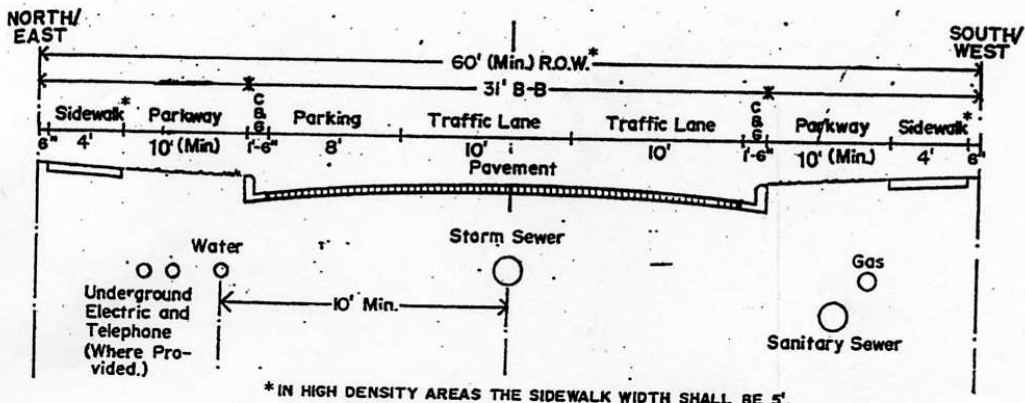 NORTH/
EAST
SOUTH/
WEST
60' (Min.) R.O.W.*
31' B-B
Sidewalk*
Parkway
C&G
Parking
Traffic Lane
Traffic Lane
C&G
Parkway
Sidewalk*
6"
4'
10' (Min)
1'-6"
8'
10'
10'
1'-6"
10' (Min.)
4'
6"
Pavement
Water
Storm Sewer
Gas
10' Min.
Underground
Electric and
Telephone
(Where Pro-
vided.)
Sanitary Sewer
*IN HIGH DENSITY AREAS THE SIDEWALK WIDTH SHALL BE 5'.